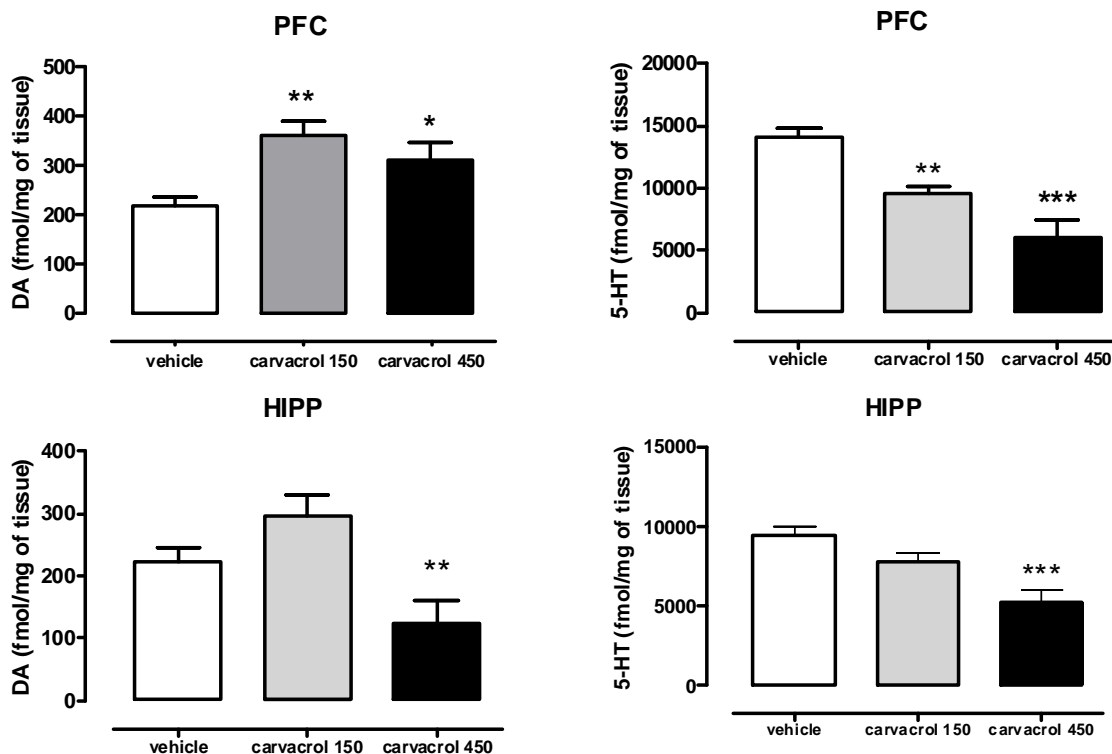 PFC
DA (fmol/mg of tissue)
500
400
300
200
100
0
**
*
vehicle
carvacrol 150
carvacrol 450
PFC
5-HT (fmol/mg of tissue)
20000
15000
10000
5000
0
**
***
vehicle
carvacrol 150
carvacrol 450
HIPP
DA (fmol/mg of tissue)
400
300
200
100
0
**
vehicle
carvacrol 150
carvacrol 450
HIPP
5-HT (fmol/mg of tissue)
15000
10000
5000
0
***
vehicle
carvacrol 150
carvacrol 450